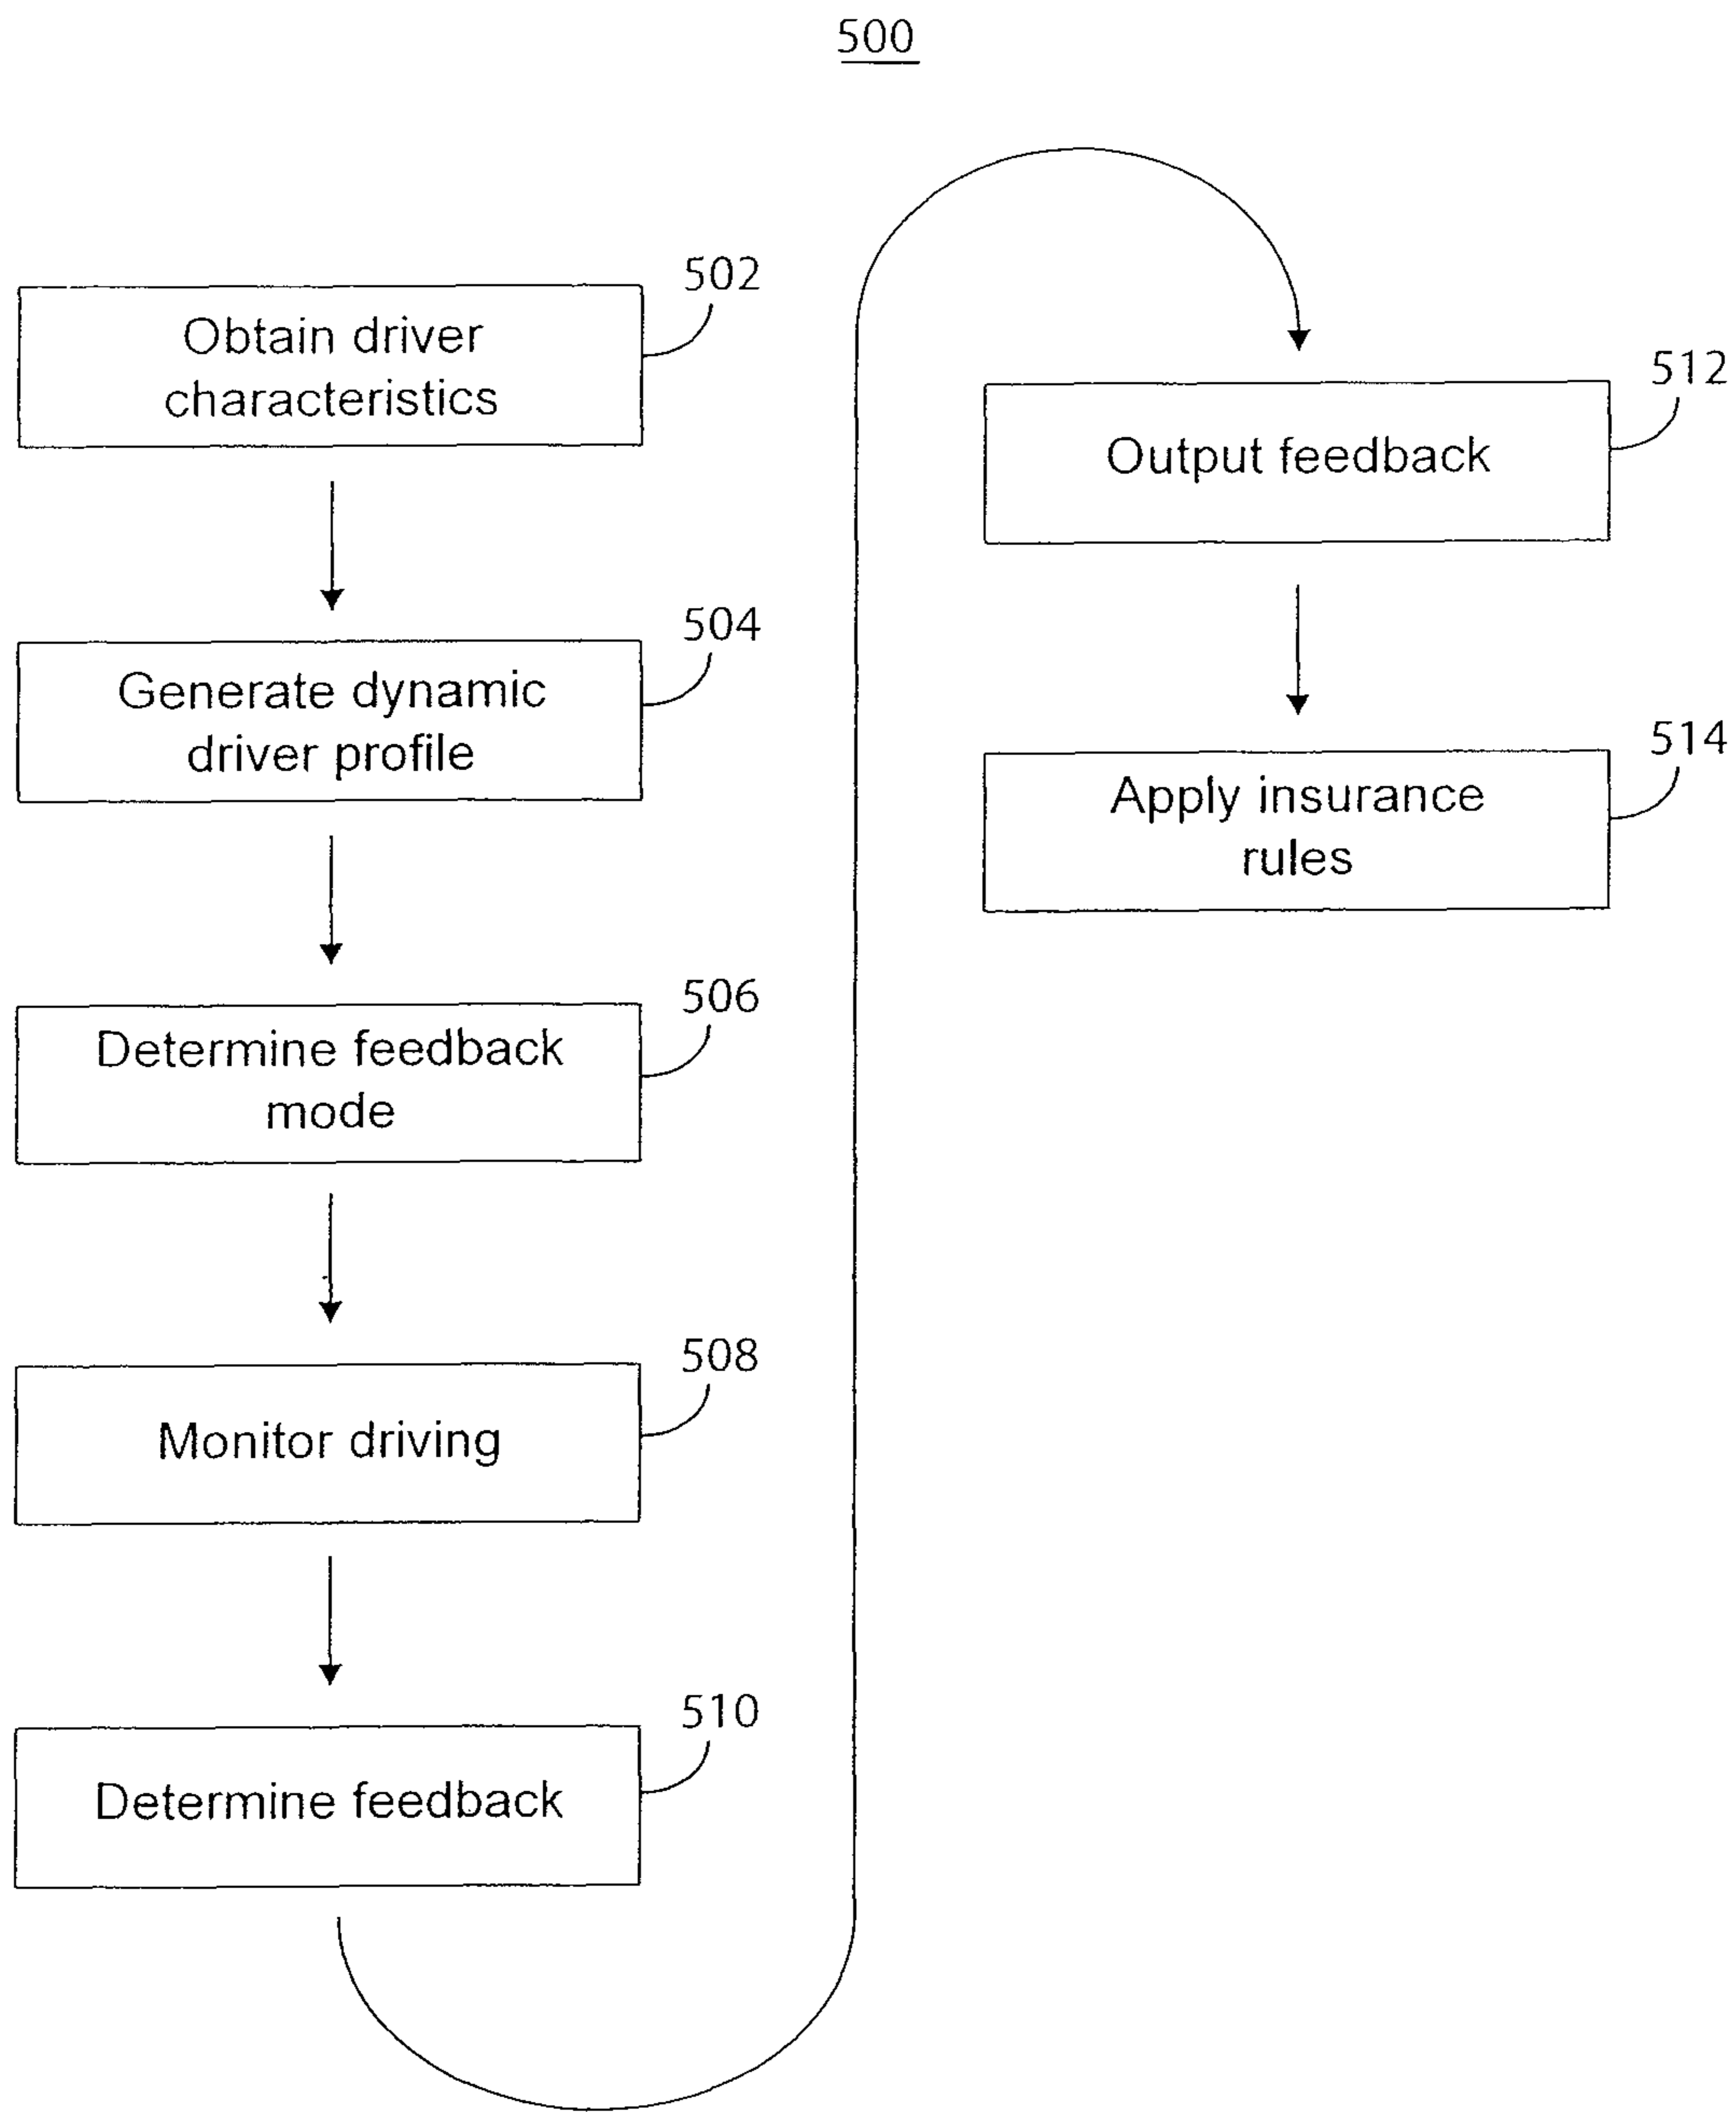 500
502
Obtain driver
characteristics
504
Generate dynamic
driver profile
506
Determine feedback
mode
508
Monitor driving
510
Determine feedback
512
Output feedback
514
Apply insurance
rules